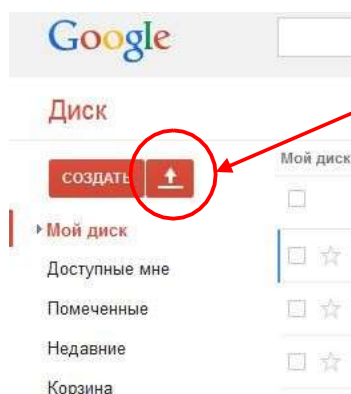 Google
Диск
СОЗДАТЬ
Мой диск
Мой диск
Доступные мне
Помеченные
Недавние
Корзина